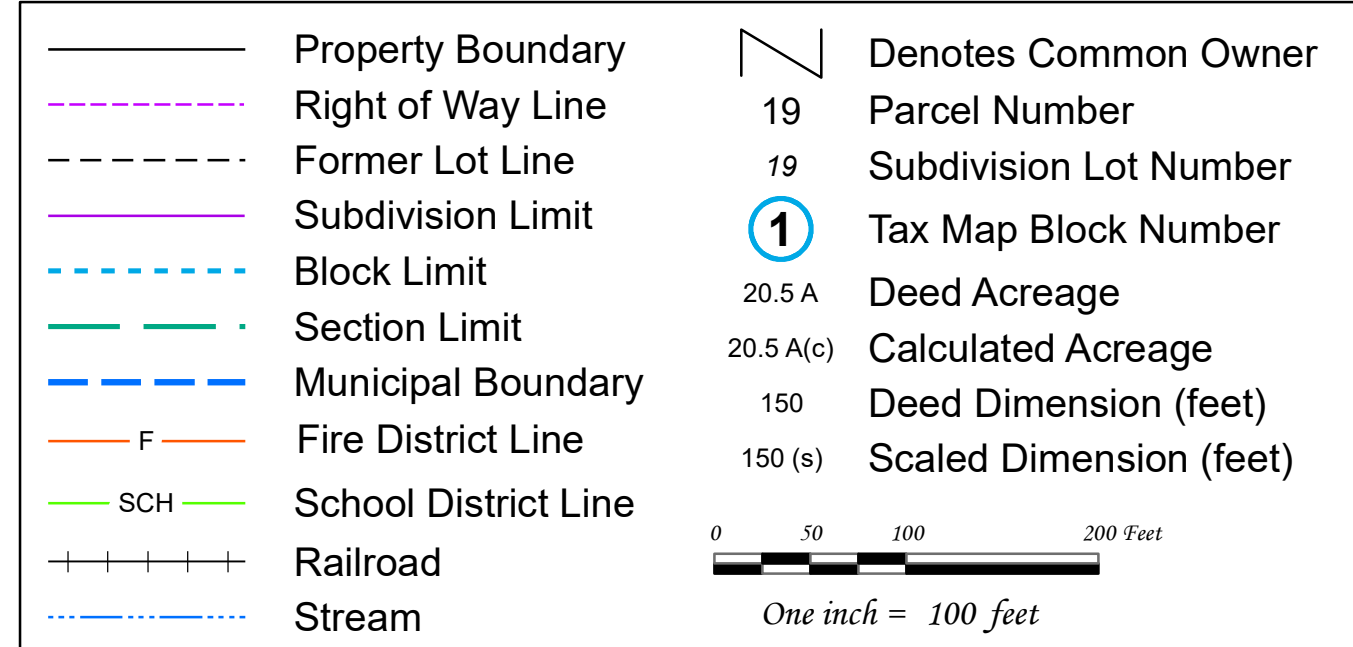 Property Boundary
Right of Way Line
Former Lot Line
Subdivision Limit
Block Limit
Section Limit
Municipal Boundary
F Fire District Line
SCH School District Line
Railroad
Stream
Denotes Common Owner
19 Parcel Number
19 Subdivision Lot Number
1 Tax Map Block Number
20.5 A Deed Acreage
20.5 A(c) Calculated Acreage
150 Deed Dimension (feet)
150 (s) Scaled Dimension (feet)
0 50 100 200 Feet
One inch = 100 feet